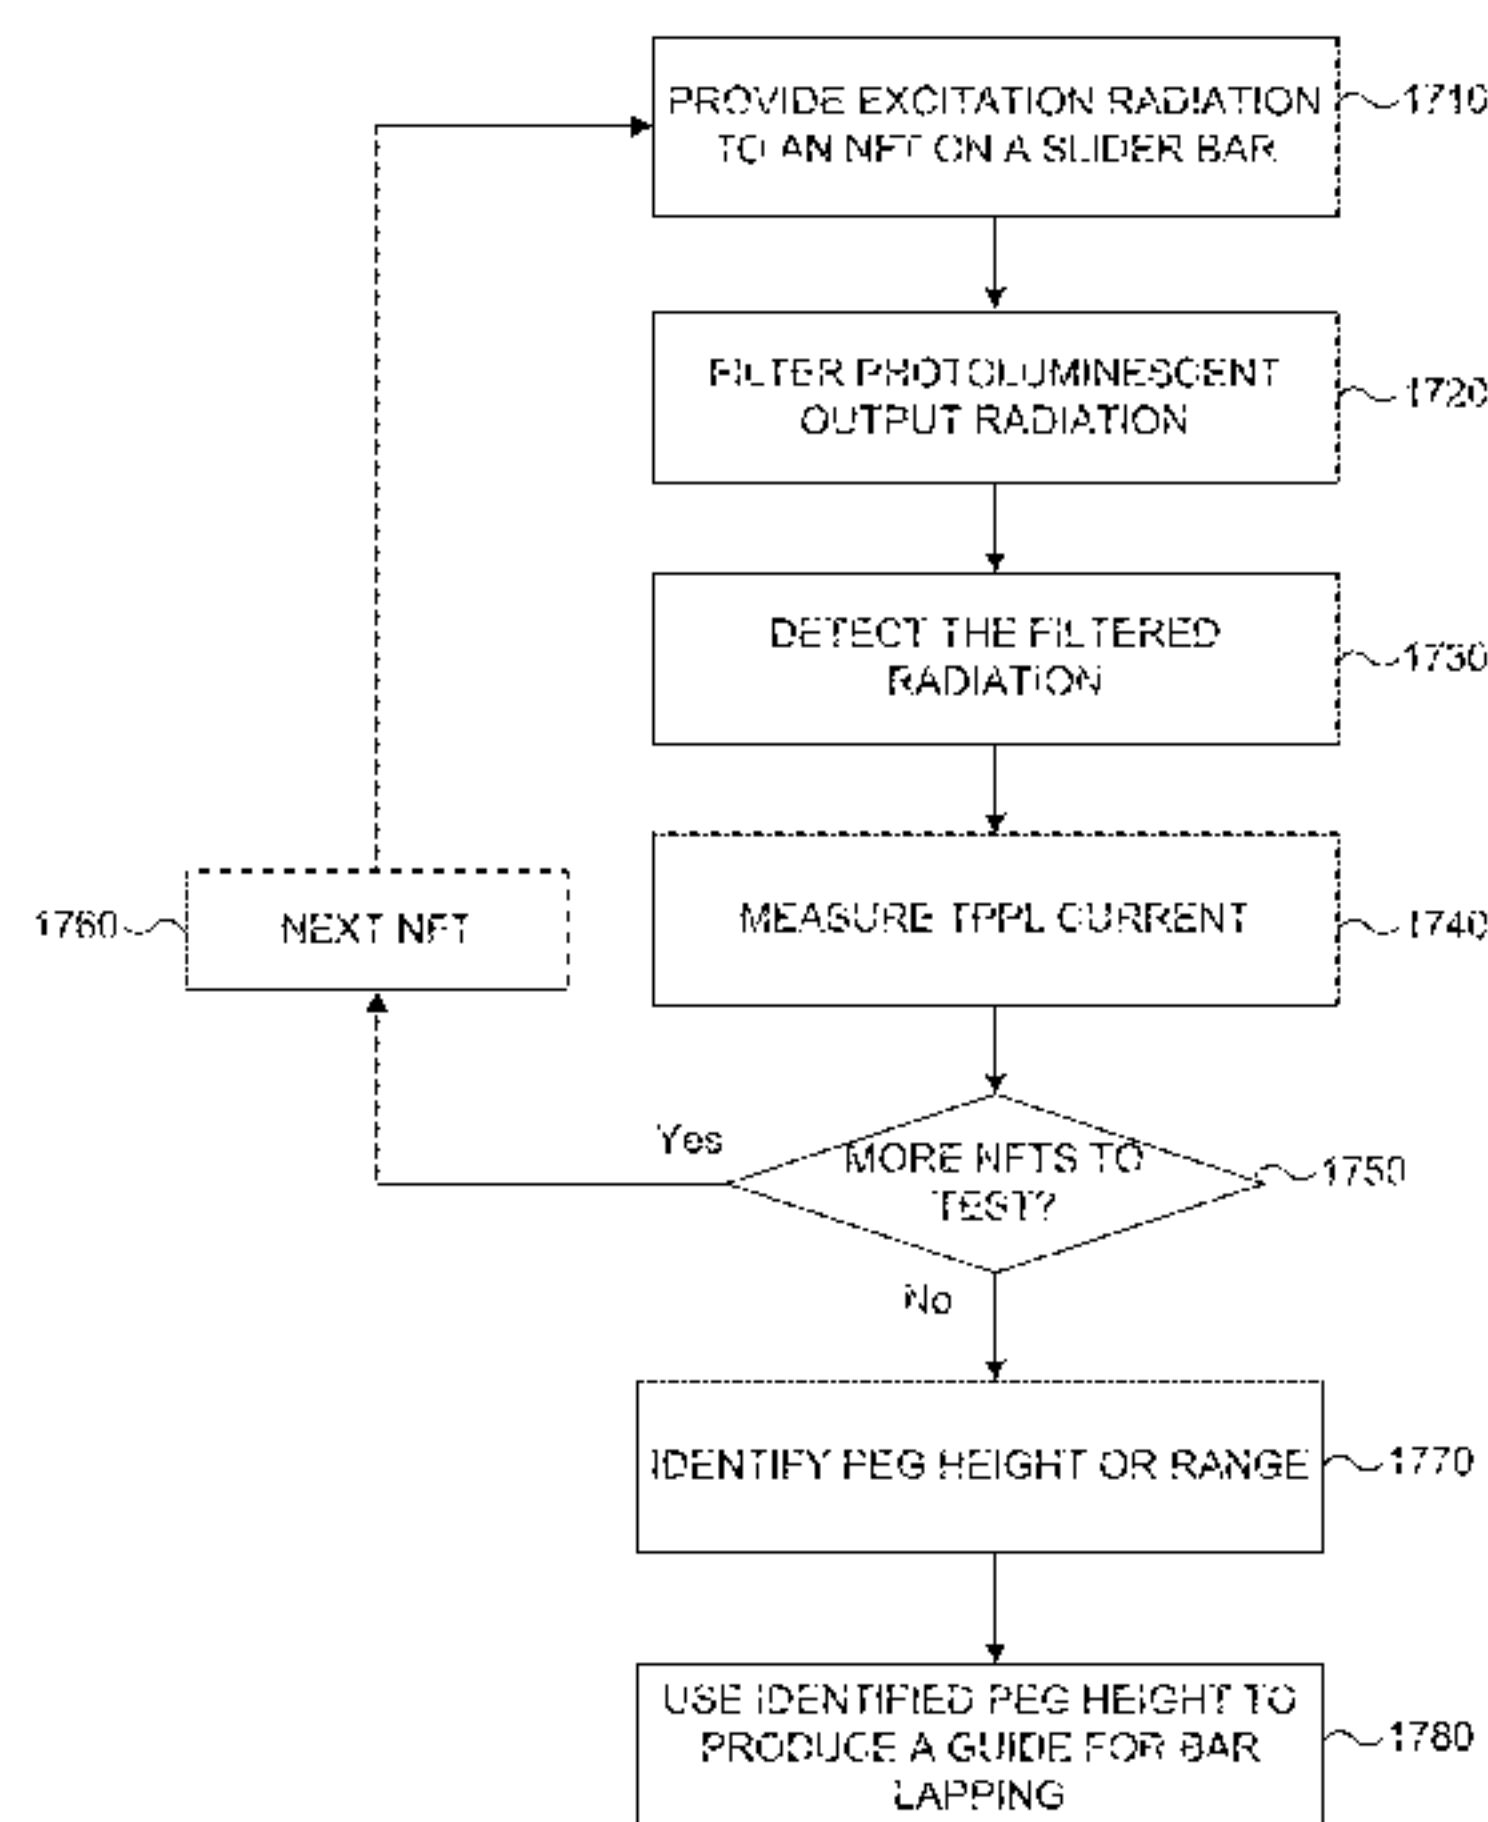 PROVIDE EXCITATION RADIATION
TO AN NFT ON A SLIDER BAR
1710
FILTER PHOTOLUMINESCENT
OUTPUT RADIATION
1720
DETECT THE FILTERED
RADIATION
1730
MEASURE TPPL CURRENT
1740
1760
NEXT NFT
Yes
MORE NFTS TO
TEST?
1750
No
IDENTIFY PEG HEIGHT OR RANGE
1770
USE IDENTIFIED PEG HEIGHT TO
PRODUCE A GUIDE FOR BAR
LAPPING
1780